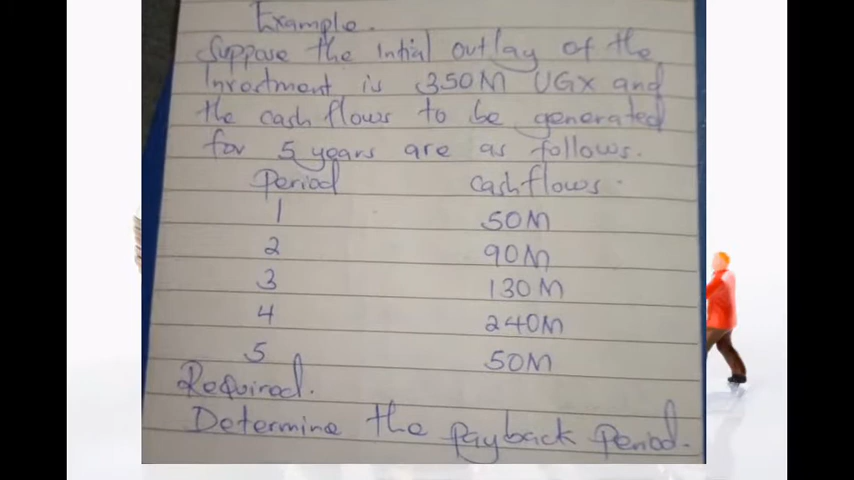 Example.
Suppose the Intial outlay of the
Investment is 350M UGX and
the cash flows to be generated
for 5 years are as follows.
Period cashflows.
1 50M
2 90M
3 130M
4 240M
5 50M
Required.
Determine the payback period.